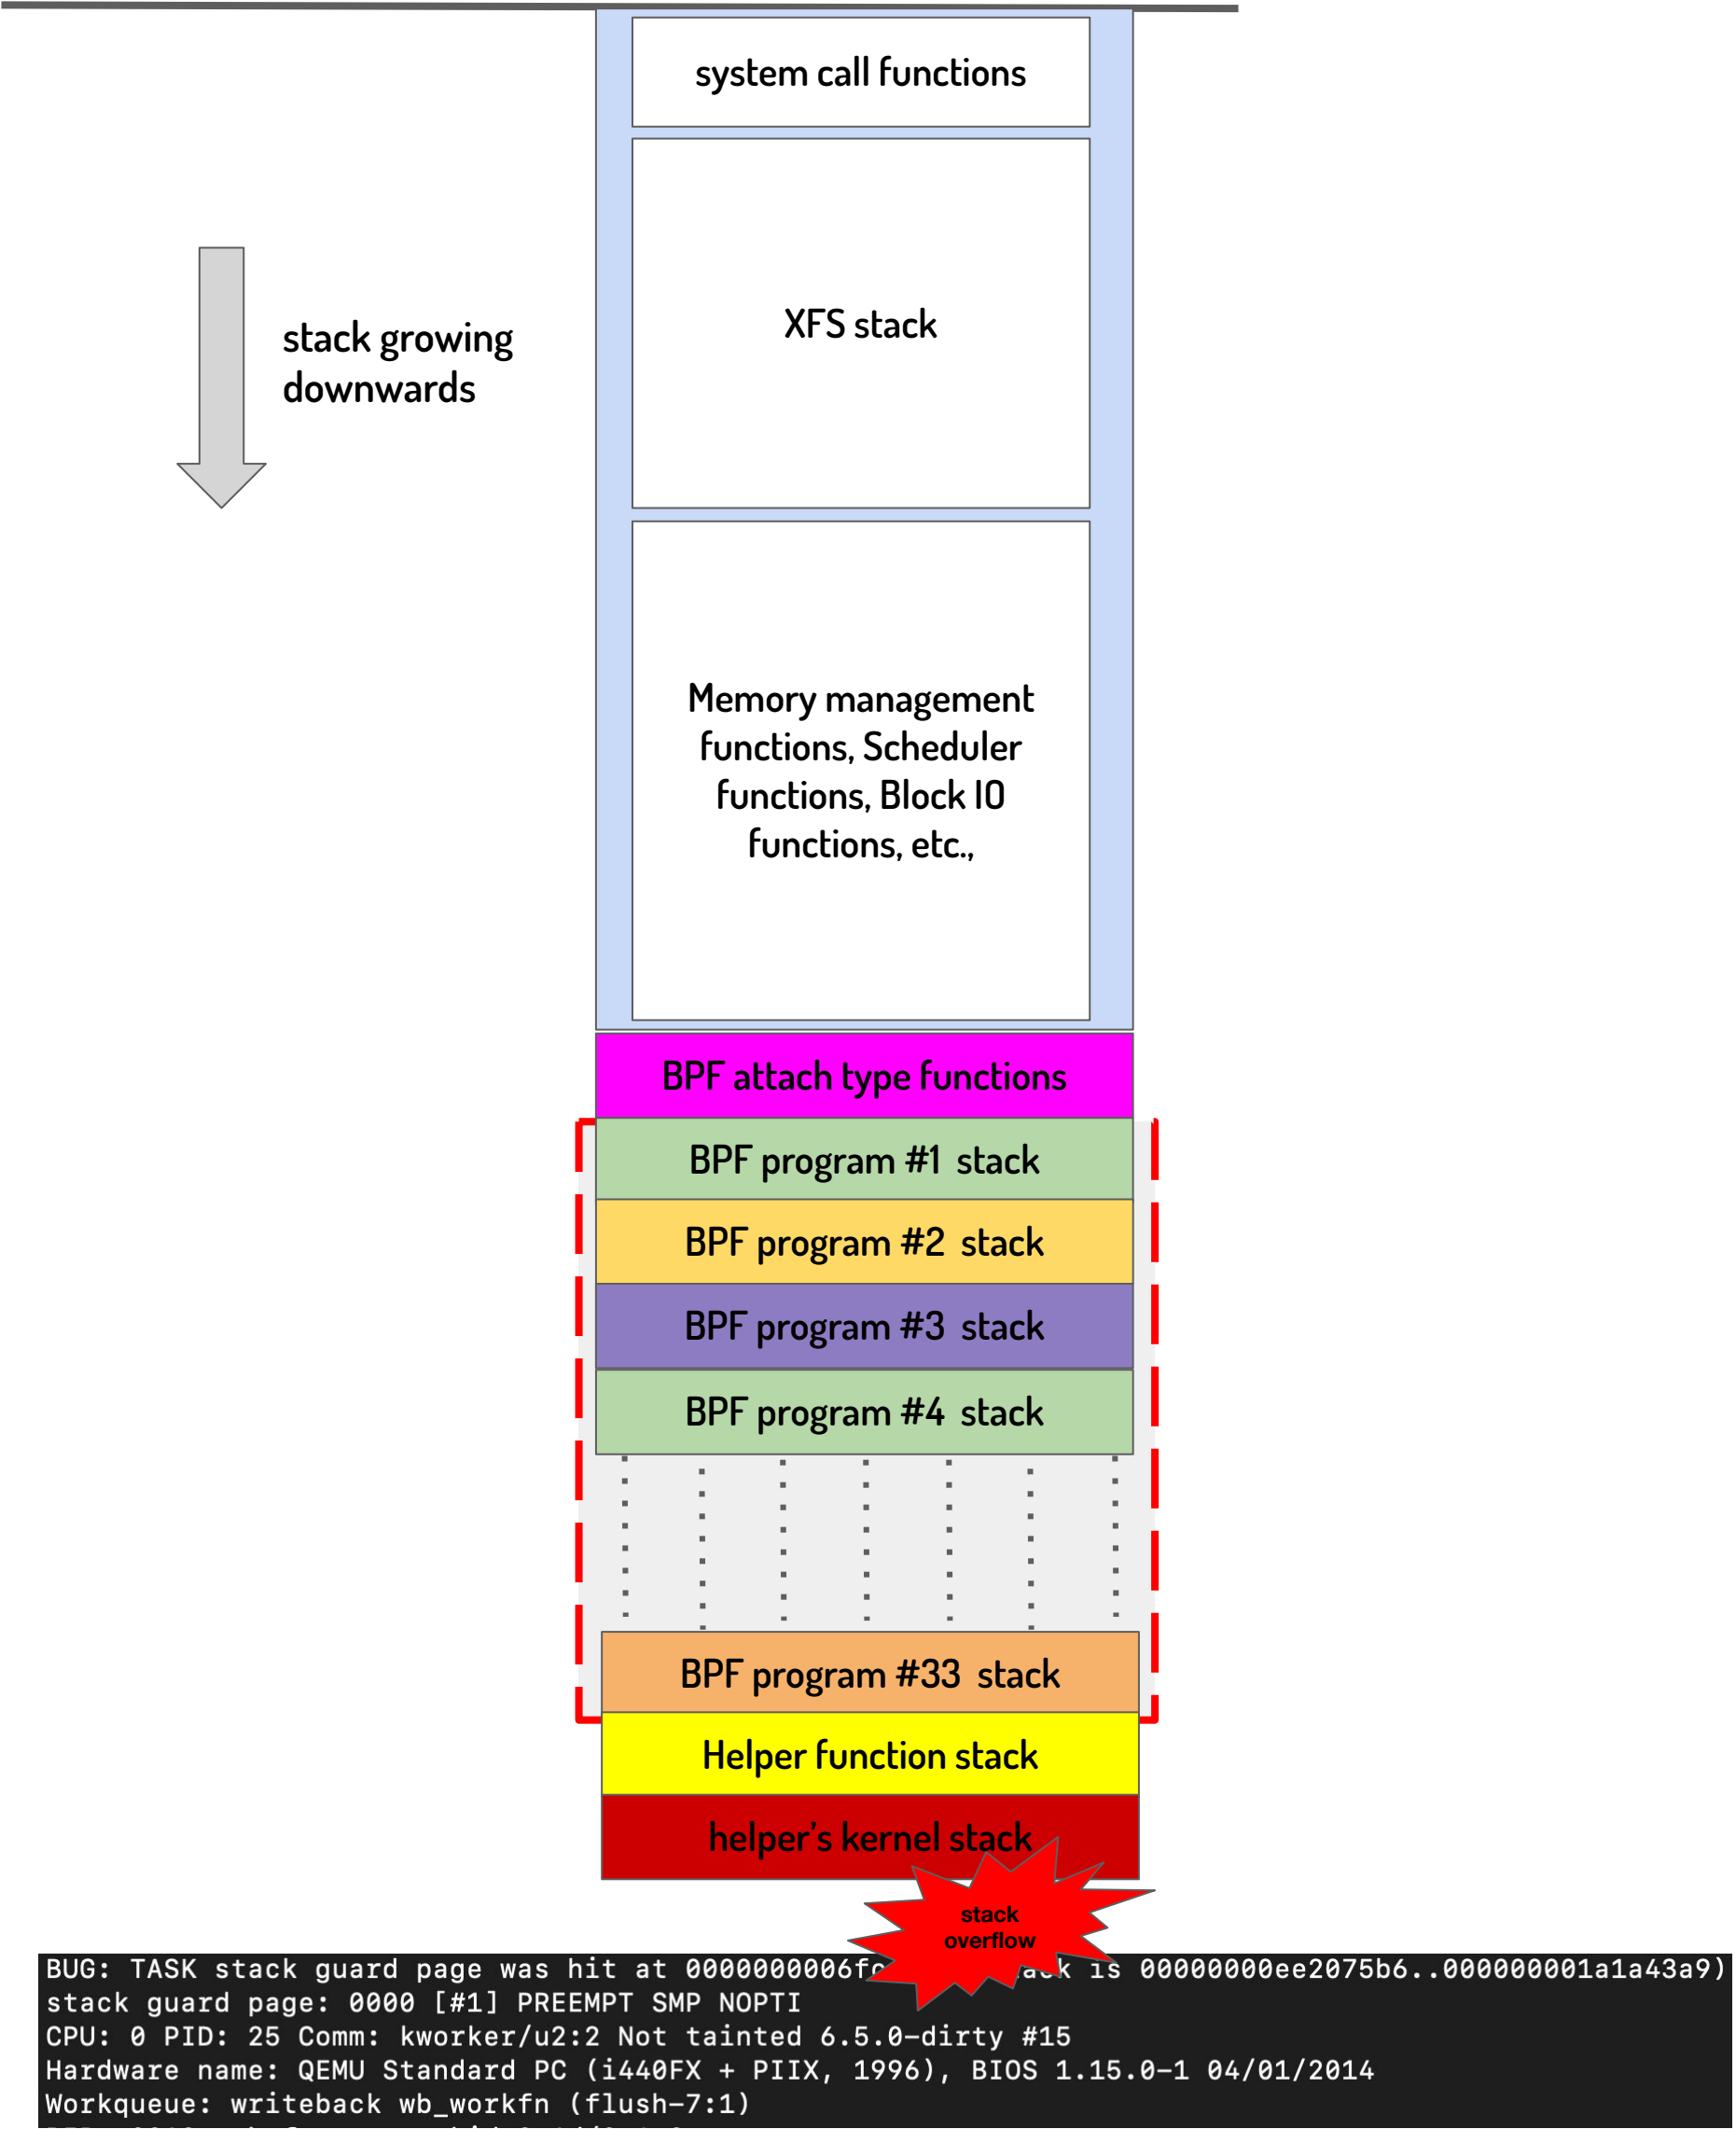 system call functions
XFS stack
stack growing
downwards
Memory management
functions, Scheduler
functions, Block IO
functions, etc.,
BPF attach type functions
BPF program #1 stack
BPF program #2 stack
BPF program #3 stack
BPF program #4 stack
BPF program #33 stack
Helper function stack
helper's kernel stack
stack
overflow
BUG: TASK stack guard page was hit at is 00000000ee2075b6..000000001a1a43a9)
stack guard page: 0000 [#1] PREEMPT SMP NOPTI
CPU: 0 PID: 25 Comm: kworker/u2:2 Not tainted 6.5.0-dirty #15
Hardware name: QEMU Standard PC (i440FX + PIIX, 1996), BIOS 1.15.0-1 04/01/2014
Workqueue: writeback wb_workfn (flush-7:1)